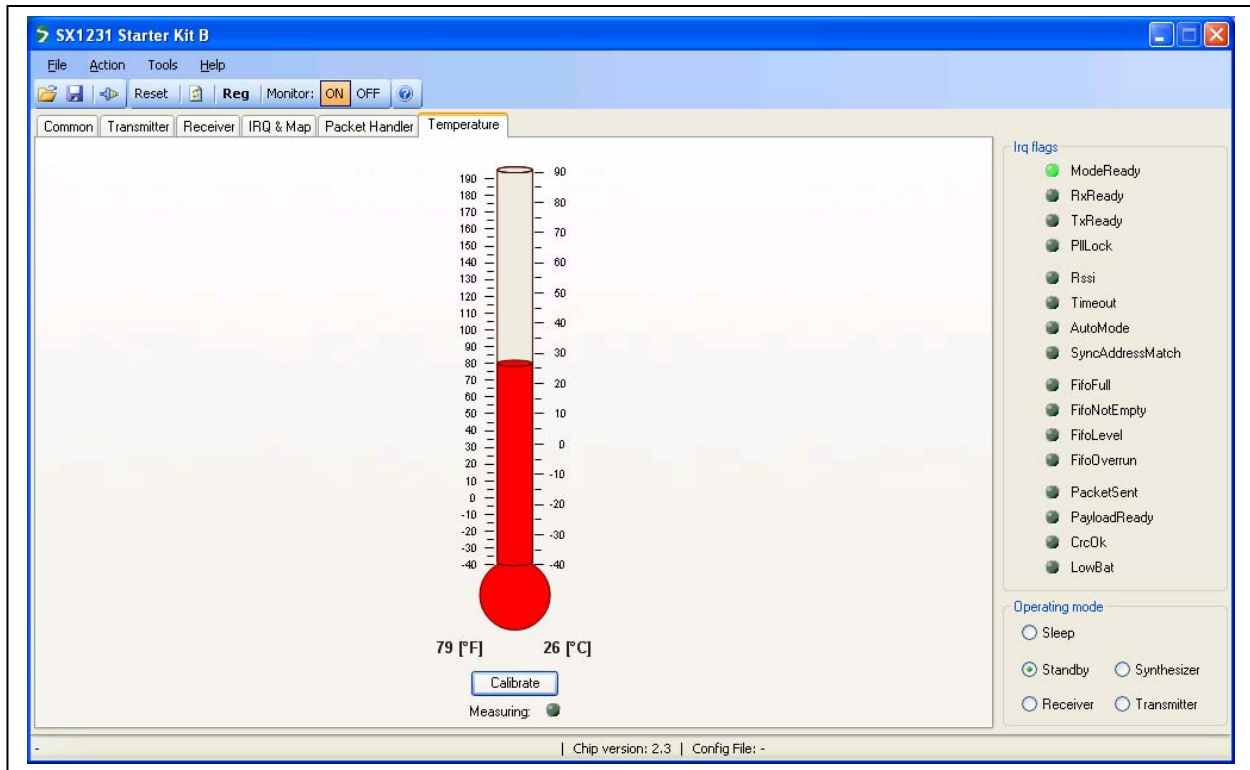 SX1231 Starter Kit B
File Action Tools Help
Reset Reg Monitor: ON OFF
Common Transmitter Receiver IRQ & Map Packet Handler Temperature
190
180
170
160
150
140
130
120
110
100
90
80
70
60
50
40
30
20
10
0
-10
-20
-30
-40
90
80
70
60
50
40
30
20
10
0
-10
-20
-30
-40
79 [°F] 26 [°C]
Calibrate
Measuring:
Irq flags
ModeReady
RxReady
TxReady
PllLock
Rssi
Timeout
AutoMode
SyncAddressMatch
FifoFull
FifoNotEmpty
FifoLevel
FifoOverrun
PacketSent
PayloadReady
CrcOk
LowBat
Operating mode
Sleep
Standby Synthesizer
Receiver Transmitter
- | Chip version: 2.3 | Config File: -